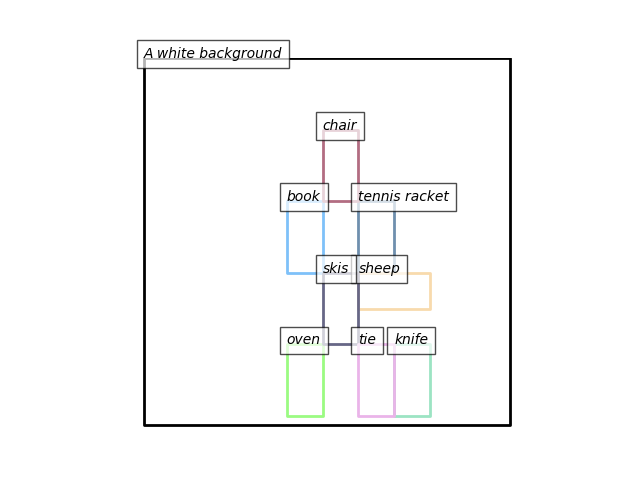 A white background
chair
book
tennis racket
skis
sheep
oven
tie
knife